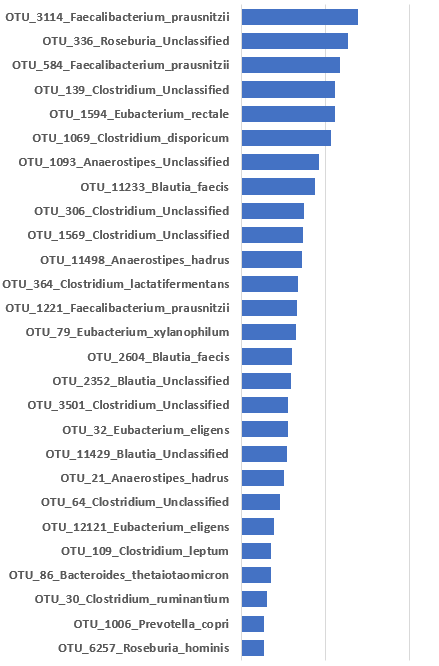 OTU_3114_Faecalibacterium_prausnitzii
OTU_336_Roseburia_Unclassified
OTU_584_Faecalibacterium_prausnitzii
OTU_139_Clostridium_Unclassified
OTU_1594_Eubacterium_rectale
OTU_1069_Clostridium_disporicum
OTU_1093_Anaerostipes_Unclassified
OTU_11233_Blautia_faecis
OTU_306_Clostridium_Unclassified
OTU_1569_Clostridium_Unclassified
OTU_11498_Anaerostipes_hadrus
OTU_364_Clostridium_lactatifermentans
OTU_1221_Faecalibacterium_prausnitzii
OTU_79_Eubacterium_xylanophilum
OTU_2604_Blautia_faecis
OTU_2352_Blautia_Unclassified
OTU_3501_Clostridium_Unclassified
OTU_32_Eubacterium_eligens
OTU_11429_Blautia_Unclassified
OTU_21_Anaerostipes_hadrus
OTU_64_Clostridium_Unclassified
OTU_12121_Eubacterium_eligens
OTU_109_Clostridium_leptum
OTU_86_Bacteroides_thetaiotaomicron
OTU_30_Clostridium_ruminantium
OTU_1006_Prevotella_copri
OTU_6257_Roseburia_hominis